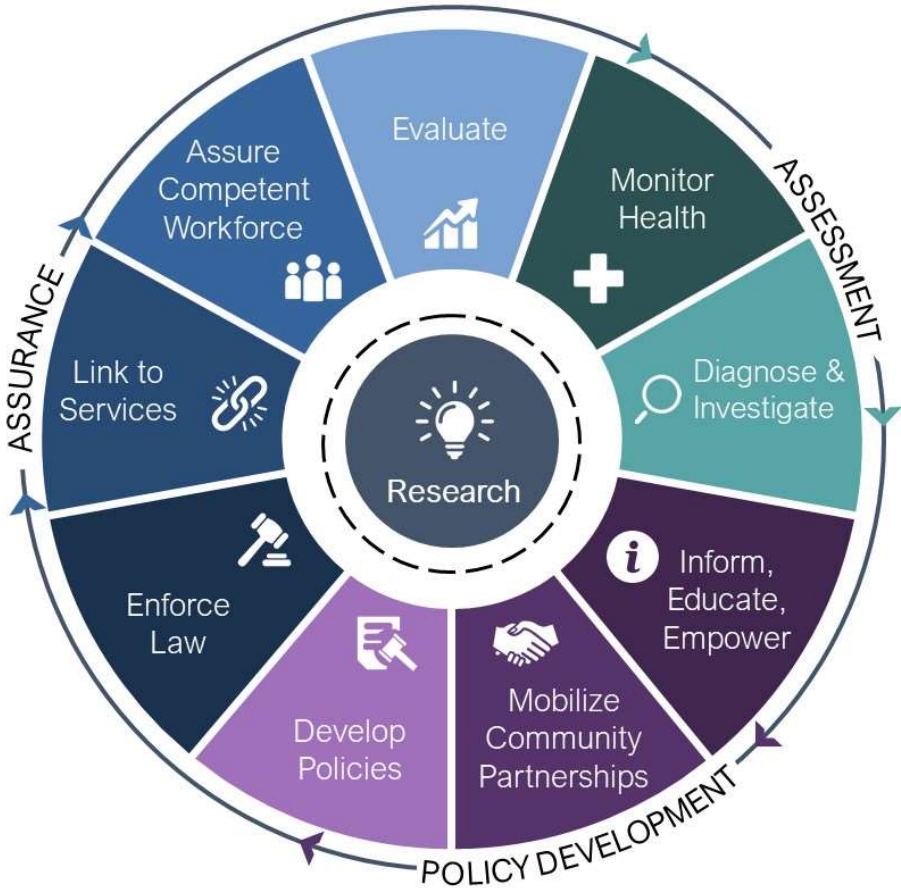 Evaluate
Monitor
Health
Diagnose &
Investigate
Inform,
Educate,
Empower
Mobilize
Community
Partnerships
Develop
Policies
Enforce
Law
Link to
Services
Assure
Competent
Workforce
Research
ASSESSMENT
POLICY DEVELOPMENT
ASSURANCE